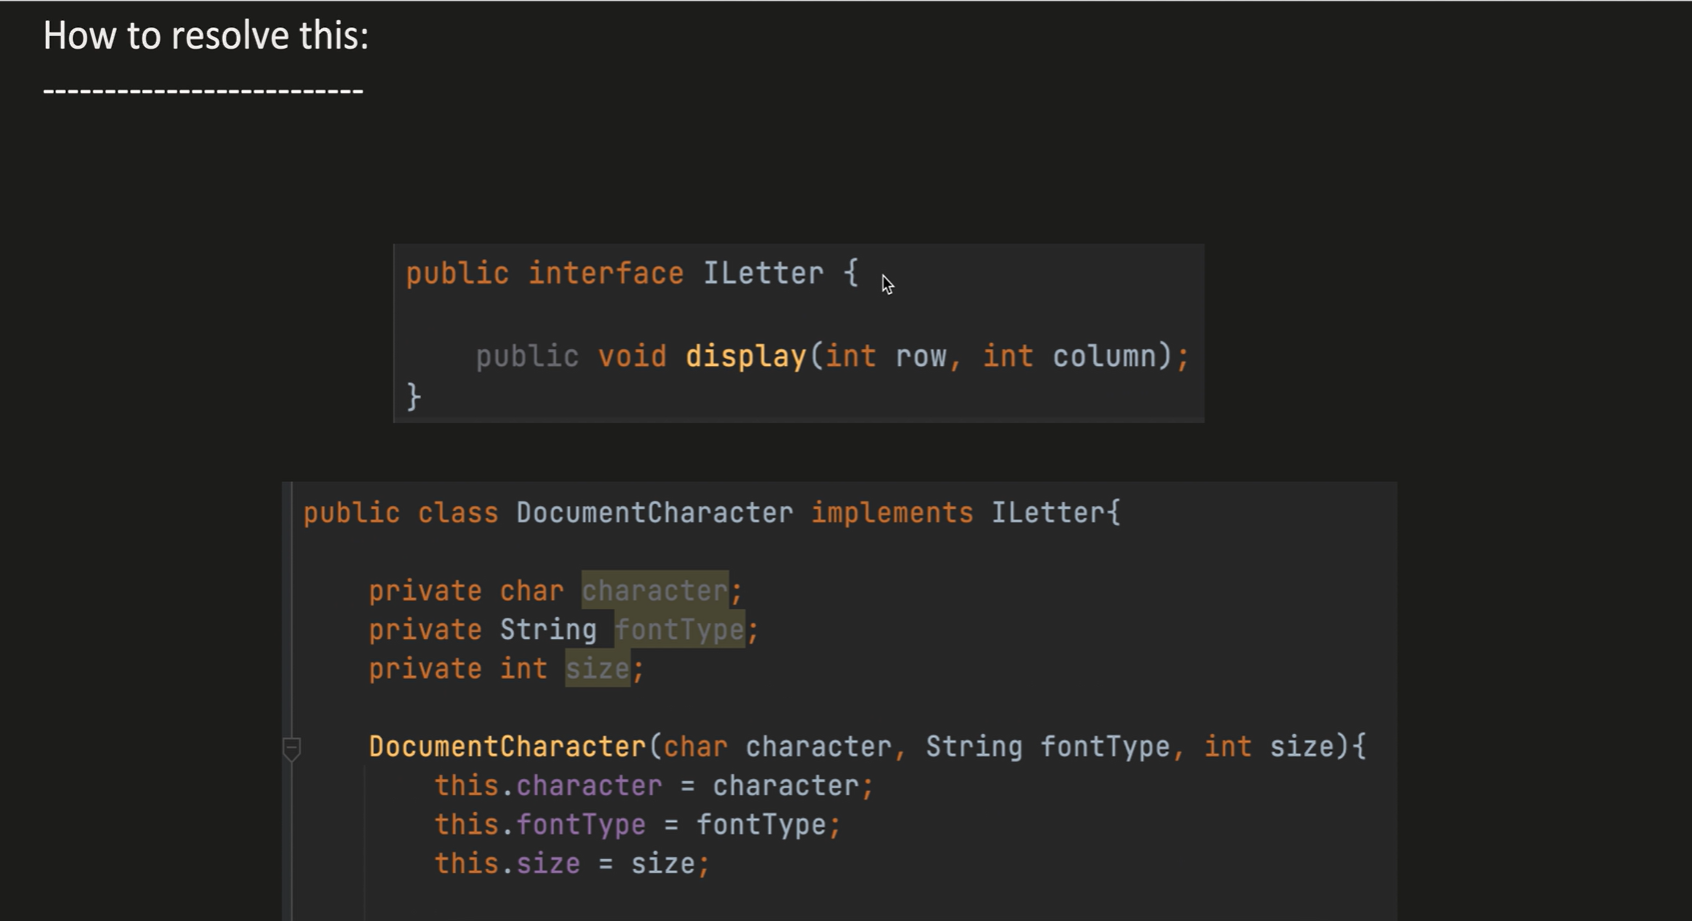 How to resolve this:
--------------------------
public interface ILetter {
public void display(int row, int column);
}
public class DocumentCharacter implements ILetter{
private char character;
private String fontType;
private int size;
DocumentCharacter(char character, String fontType, int size){
this.character = character;
this.fontType = fontType;
this.size = size;